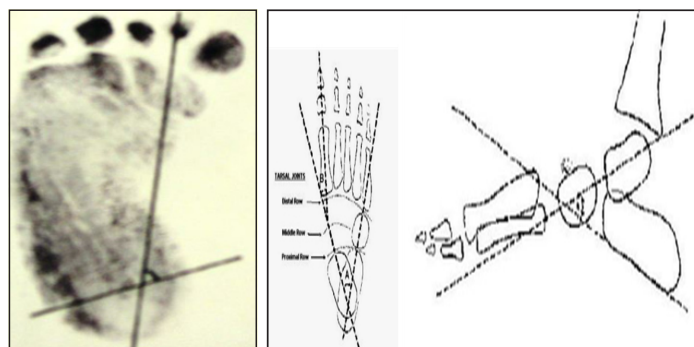 TARSAL JOINTS
Distal Row
Middle Row
Proximal Row
A